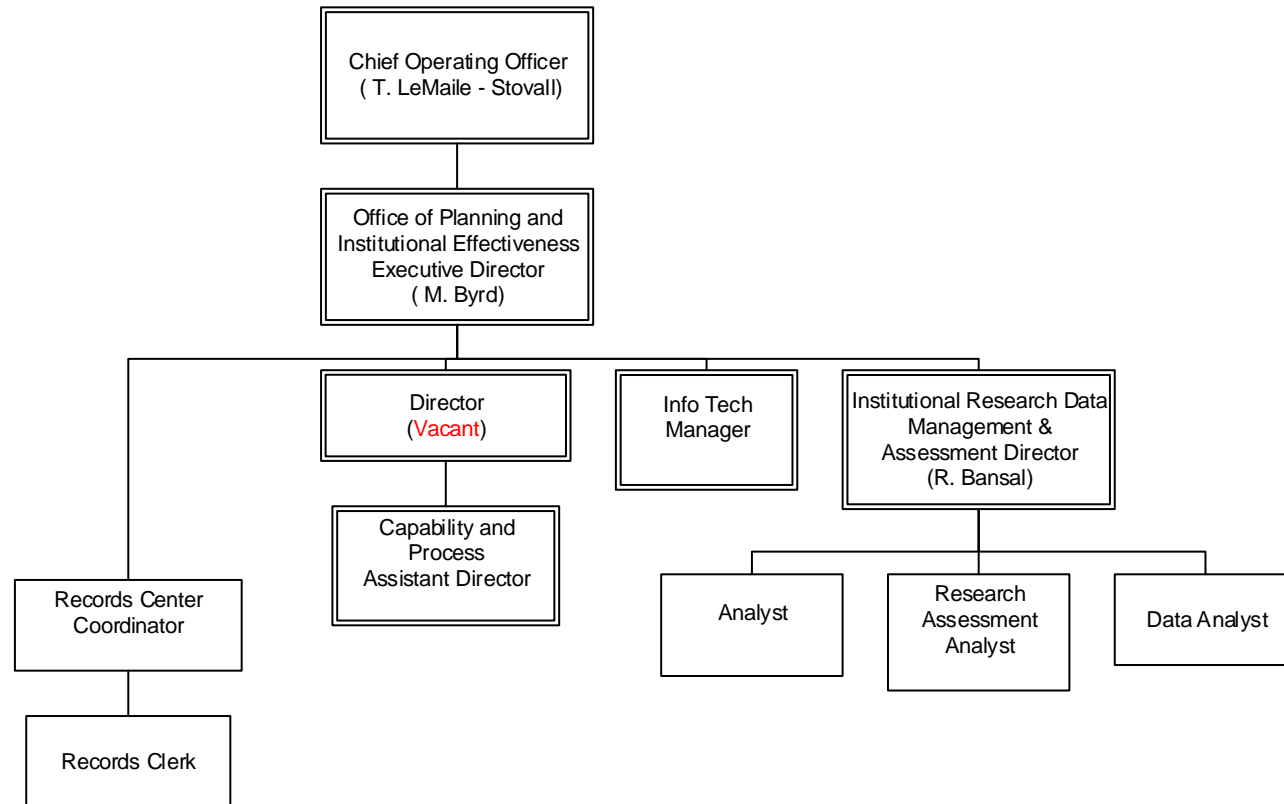 Chief Operating Officer
( T. LeMaile - Stovall)
Office of Planning and
Institutional Effectiveness
Executive Director
( M. Byrd)
Director
(Vacant)
Info Tech
Manager
Institutional Research Data
Management &
Assessment Director
(R. Bansal)
Capability and
Process
Assistant Director
Records Center
Coordinator
Analyst
Research
Assessment
Analyst
Data Analyst
Records Clerk